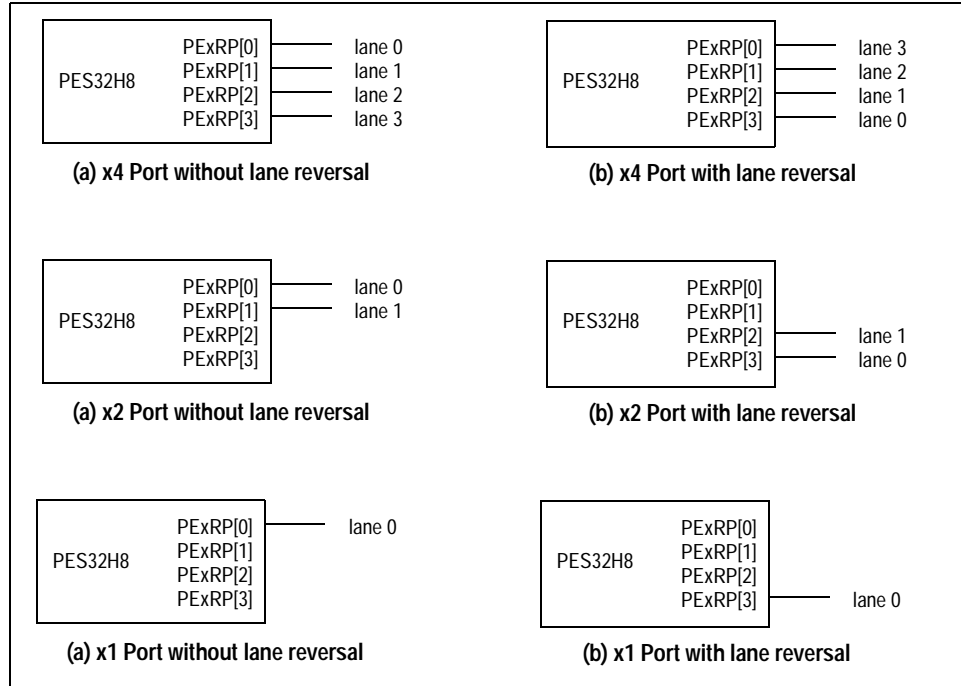 PES32H8
PExRP[0] lane 0
PExRP[1] lane 1
PExRP[2] lane 2
PExRP[3] lane 3
(a) x4 Port without lane reversal
PES32H8
PExRP[0] lane 3
PExRP[1] lane 2
PExRP[2] lane 1
PExRP[3] lane 0
(b) x4 Port with lane reversal
PES32H8
PExRP[0] lane 0
PExRP[1] lane 1
PExRP[2]
PExRP[3]
(a) x2 Port without lane reversal
PES32H8
PExRP[0]
PExRP[1]
PExRP[2] lane 1
PExRP[3] lane 0
(b) x2 Port with lane reversal
PES32H8
PExRP[0] lane 0
PExRP[1]
PExRP[2]
PExRP[3]
(a) x1 Port without lane reversal
PES32H8
PExRP[0]
PExRP[1]
PExRP[2]
PExRP[3] lane 0
(b) x1 Port with lane reversal